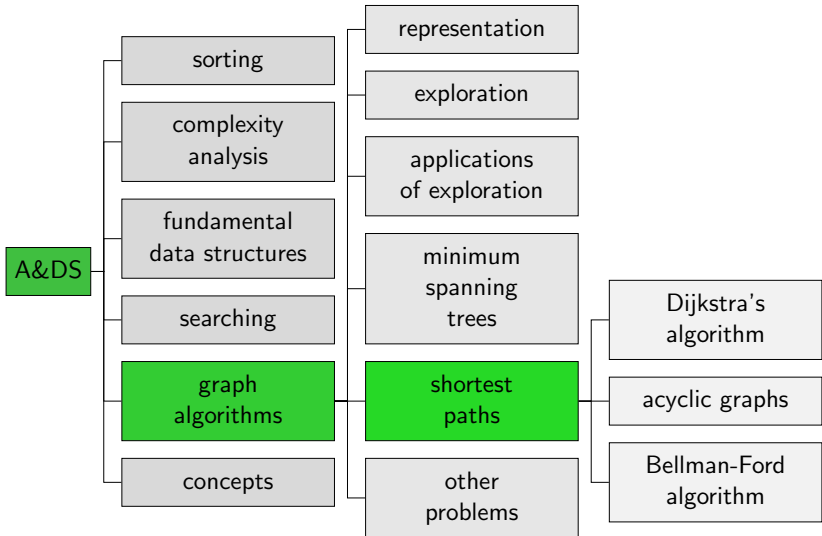 A&DS
sorting
complexity
analysis
fundamental
data structures
searching
graph
algorithms
concepts
representation
exploration
applications
of exploration
minimum
spanning
trees
shortest
paths
other
problems
Dijkstra's
algorithm
acyclic graphs
Bellman-Ford
algorithm